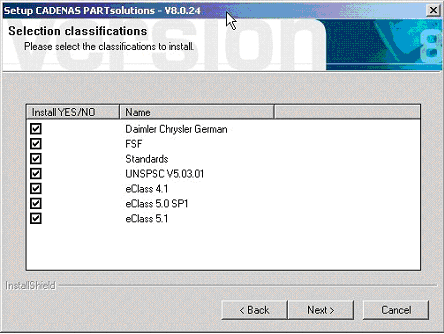 Setup CADENAS PARTsolutions - V8.0.24
version 8
Selection classifications
Please select the classifications to install.
Install YES/NO Name
Daimler Chrysler German
FSF
Standards
UNSPSC V5.03.01
eClass 4.1
eClass 5.0 SP1
eClass 5.1
InstallShield
< Back Next > Cancel